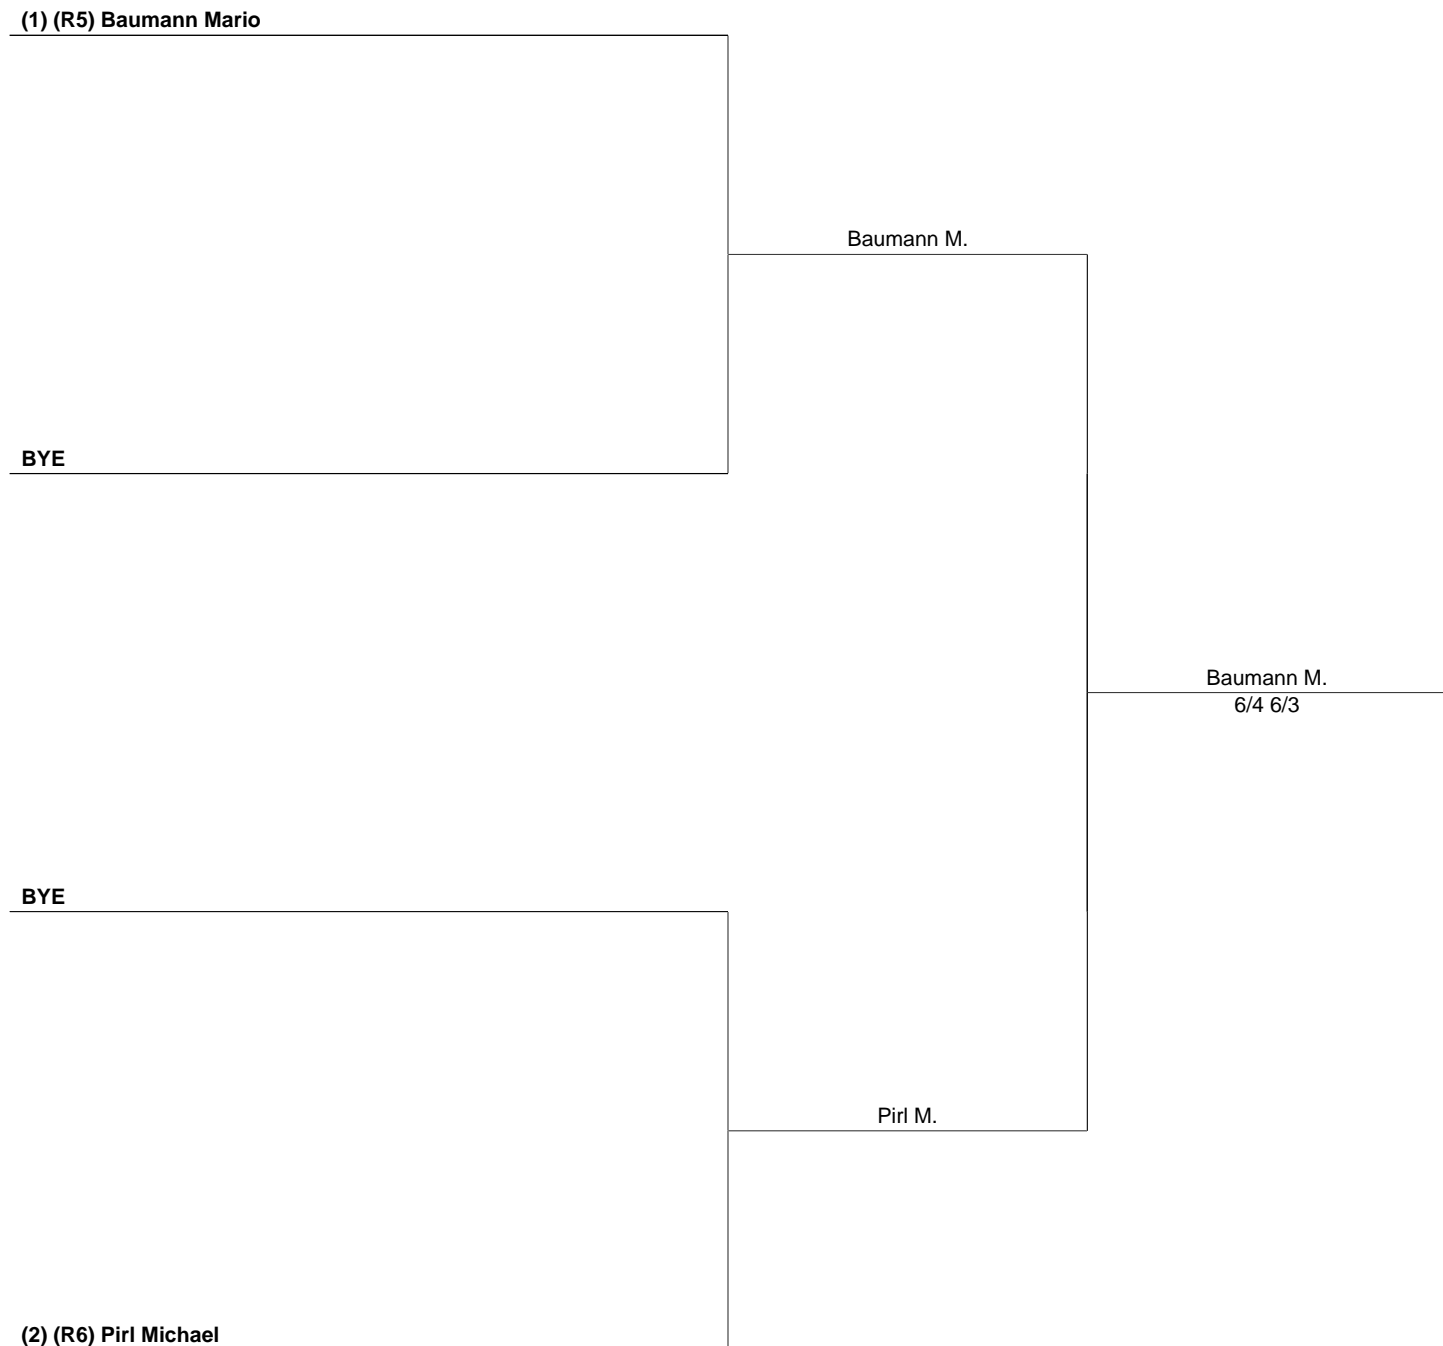 (1) (R5) Baumann Mario
Baumann M.
BYE
Baumann M.
6/4 6/3
BYE
Pirl M.
(2) (R6) Pirl Michael